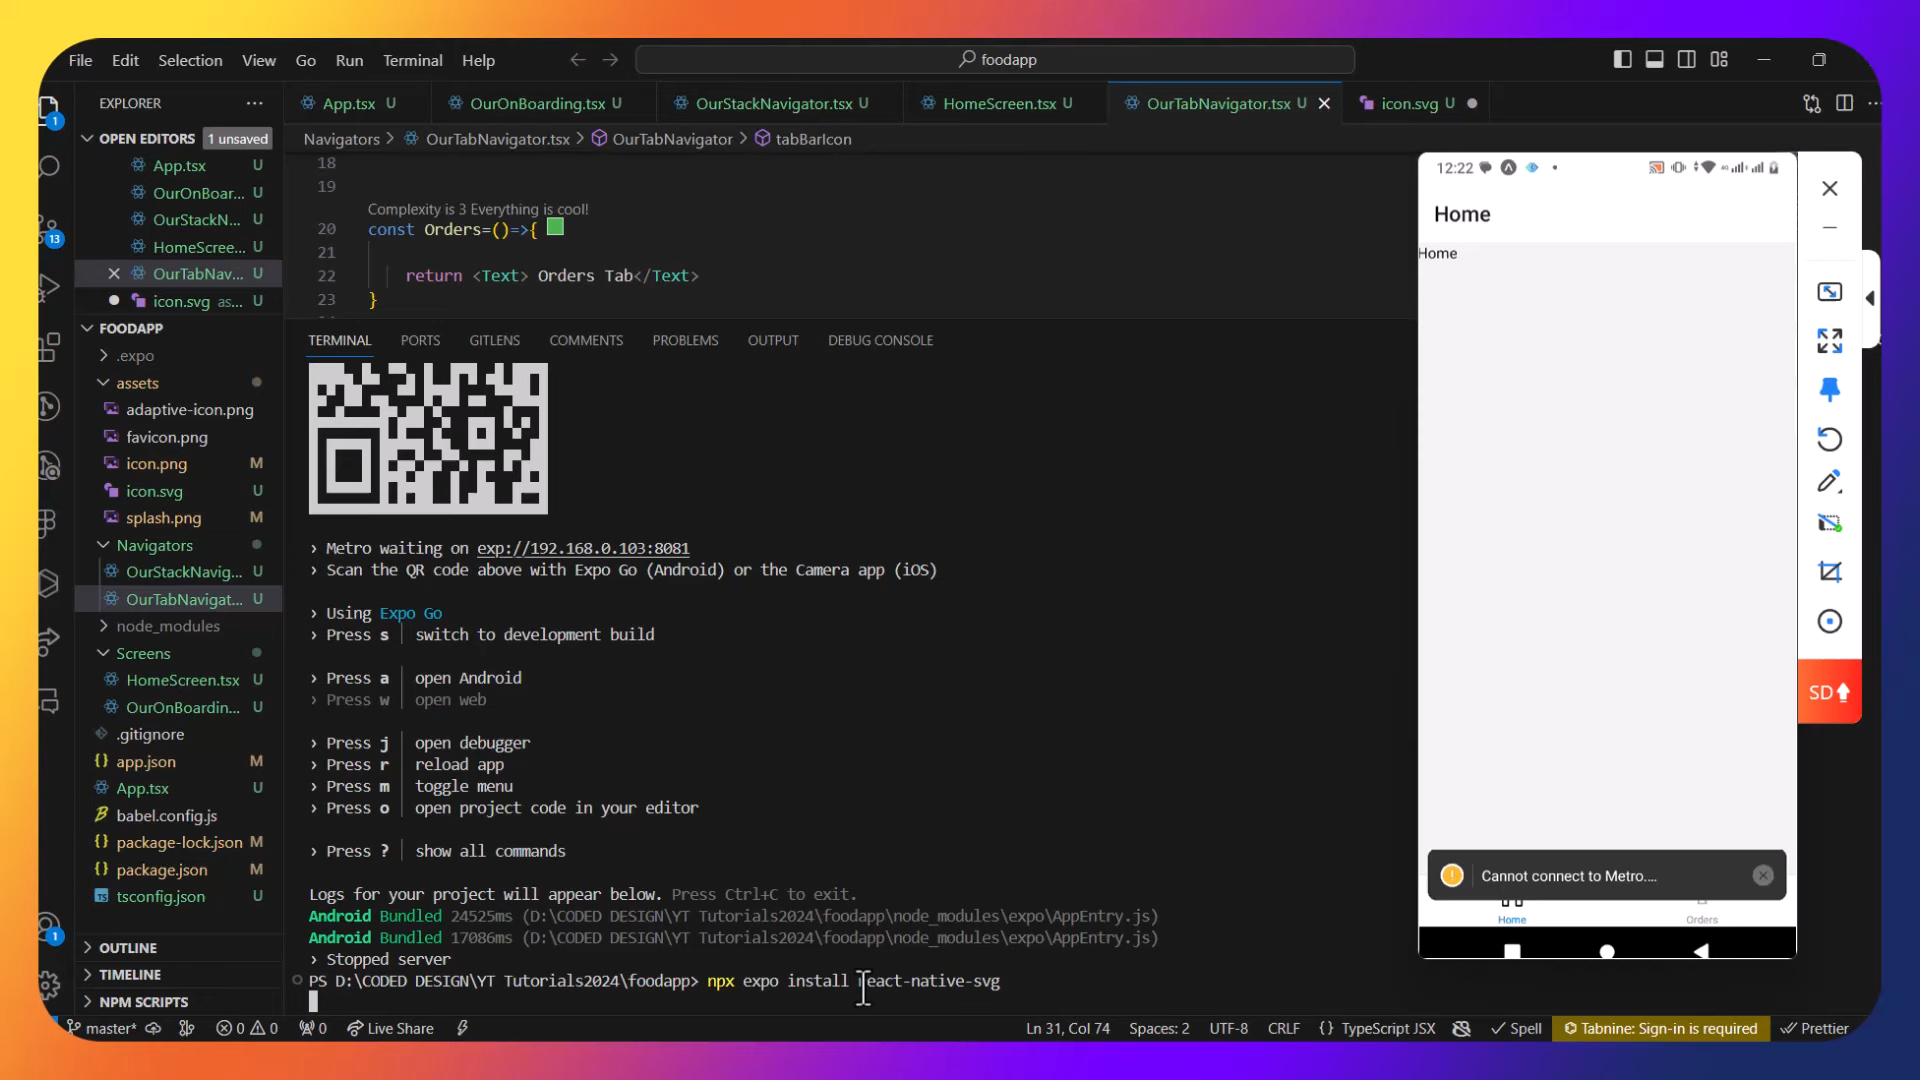 File Edit Selection View Go Run Terminal Help
foodapp
EXPLORER
OPEN EDITORS 1 unsaved
App.tsx U
OurOnBoar... U
OurStackN... U
HomeScree... U
OurTabNav... U
icon.svg as... U
FOODAPP
.expo
assets
adaptive-icon.png
favicon.png
icon.png M
icon.svg U
splash.png M
Navigators
OurStackNavig... U
OurTabNavigat... U
node_modules
Screens
HomeScreen.tsx U
OurOnBoardin... U
.gitignore
app.json M
App.tsx U
babel.config.js
package-lock.json M
package.json M
tsconfig.json U
OUTLINE
TIMELINE
NPM SCRIPTS
1
13
1
App.tsx U OurOnBoarding.tsx U OurStackNavigator.tsx U HomeScreen.tsx U OurTabNavigator.tsx U icon.svg U
Navigators > OurTabNavigator.tsx > OurTabNavigator > tabBarIcon
18
19
Complexity is 3 Everything is cool!
20 const Orders=()=>{
21
22 return <Text> Orders Tab</Text>
23 }
TERMINAL PORTS GITLENS COMMENTS PROBLEMS OUTPUT DEBUG CONSOLE
› Metro waiting on exp://192.168.0.103:8081
› Scan the QR code above with Expo Go (Android) or the Camera app (iOS)
› Using Expo Go
› Press s │ switch to development build
› Press a │ open Android
› Press w │ open web
› Press j │ open debugger
› Press r │ reload app
› Press m │ toggle menu
› Press o │ open project code in your editor
› Press ? │ show all commands
Logs for your project will appear below. Press Ctrl+C to exit.
Android Bundled 24525ms (D:\CODED DESIGN\YT Tutorials2024\foodapp\node_modules\expo\AppEntry.js)
Android Bundled 17086ms (D:\CODED DESIGN\YT Tutorials2024\foodapp\node_modules\expo\AppEntry.js)
› Stopped server
PS D:\CODED DESIGN\YT Tutorials2024\foodapp> npx expo install react-native-svg
12:22
Home
Home
Cannot connect to Metro....
Home Orders
SD
master* 0 0 0 Live Share Ln 31, Col 74 Spaces: 2 UTF-8 CRLF {} TypeScript JSX Spell Tabnine: Sign-in is required Prettier